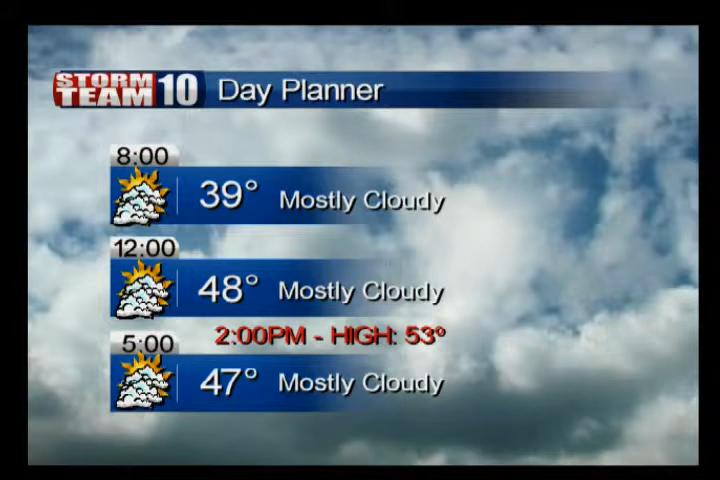 STORM TEAM 10 Day Planner
8:00
39° Mostly Cloudy
12:00
48° Mostly Cloudy
2:00PM - HIGH: 53°
5:00
47° Mostly Cloudy